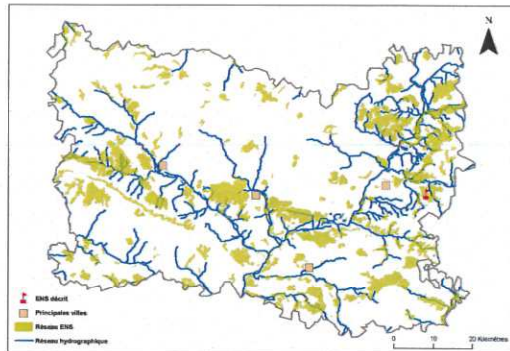 N
ENS décrit
Principales villes
Réseau ENS
Réseau hydrographique
0 10 20 Kilomètres